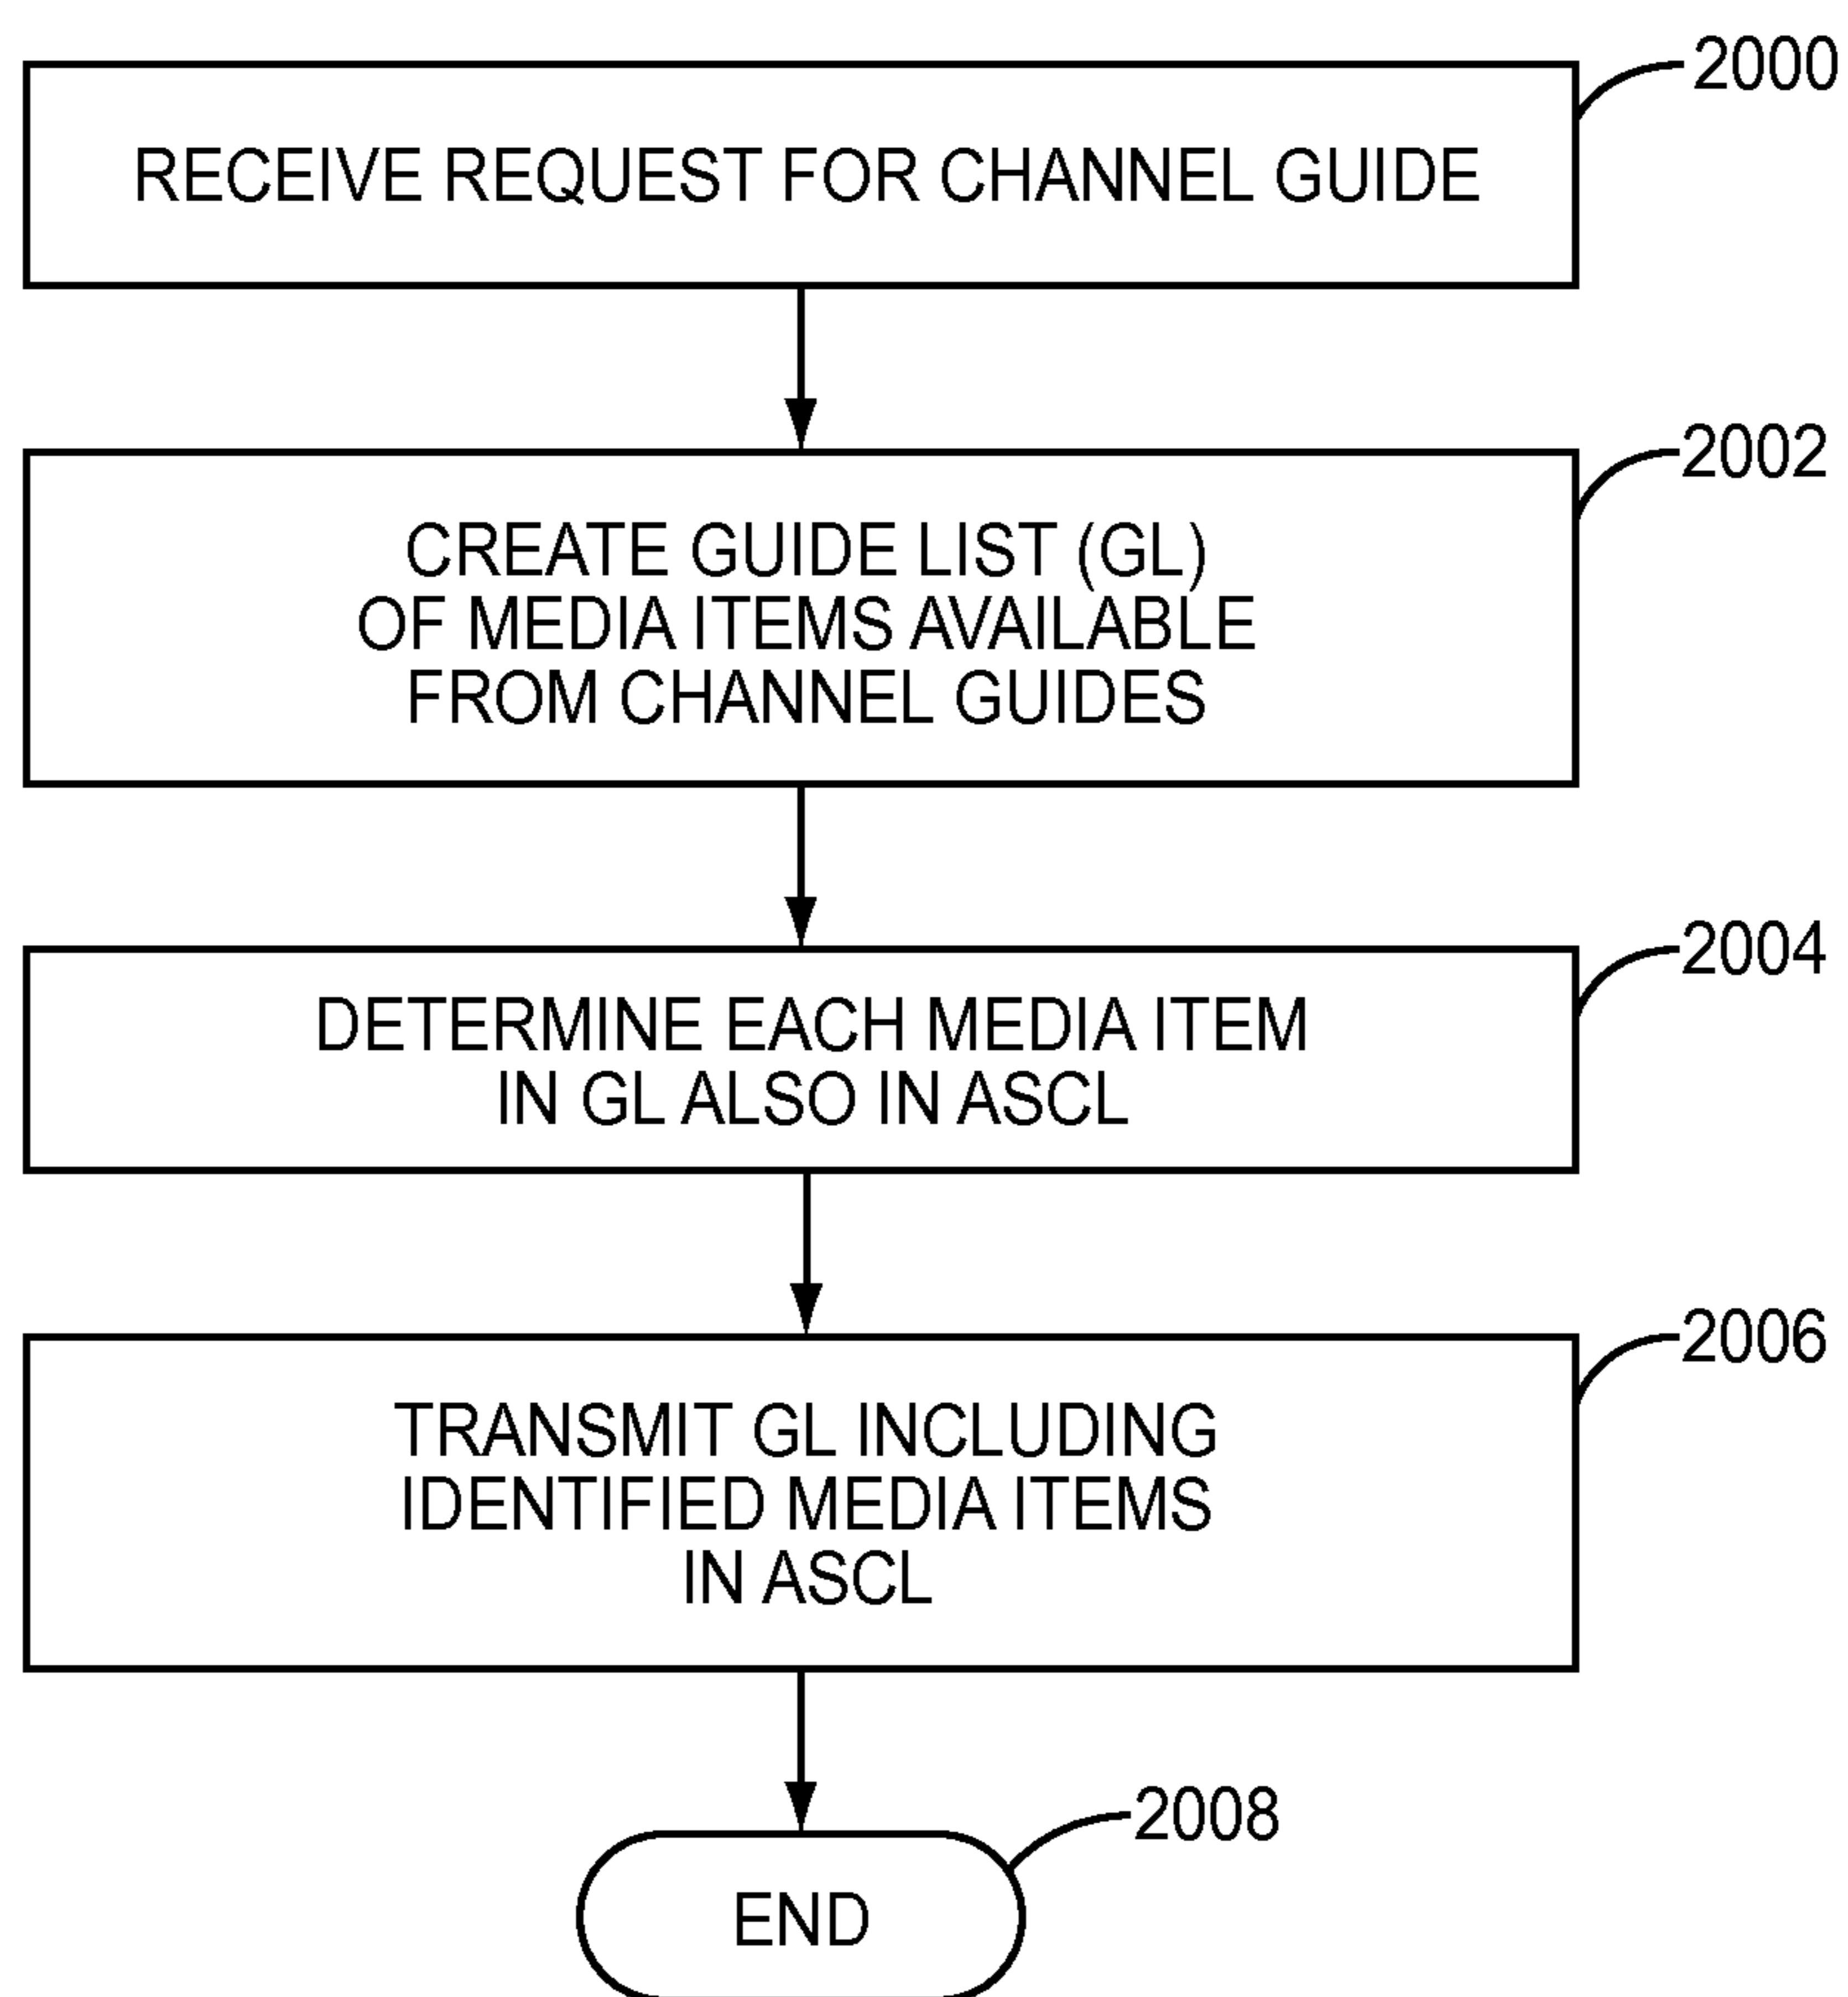 2000
RECEIVE REQUEST FOR CHANNEL GUIDE
2002
CREATE GUIDE LIST (GL)
OF MEDIA ITEMS AVAILABLE
FROM CHANNEL GUIDES
2004
DETERMINE EACH MEDIA ITEM
IN GL ALSO IN ASCL
2006
TRANSMIT GL INCLUDING
IDENTIFIED MEDIA ITEMS
IN ASCL
2008
END